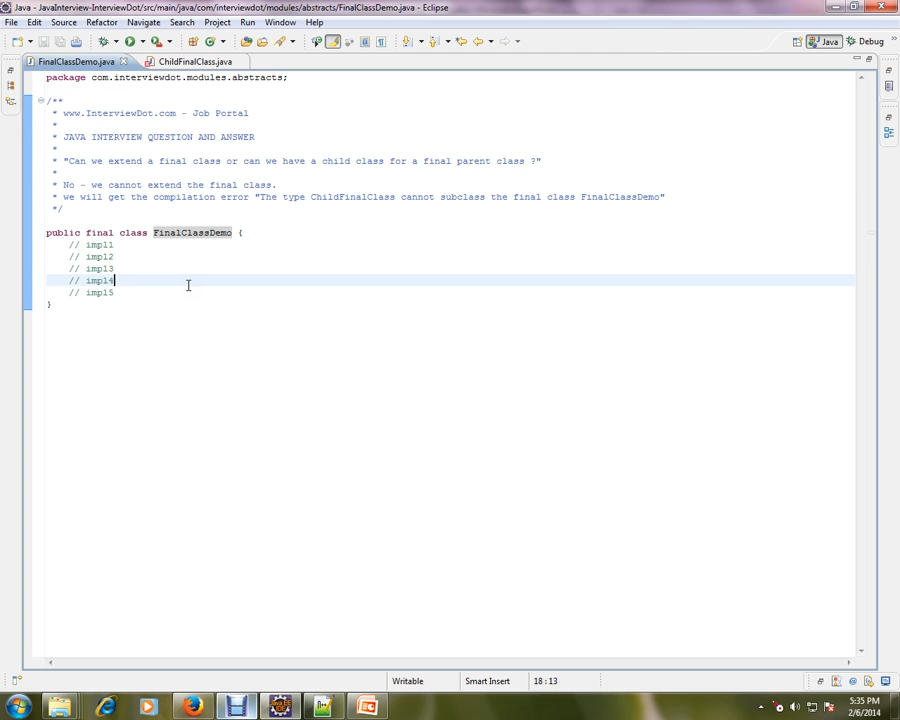 Java - JavaInterview-InterviewDot/src/main/java/com/interviewdot/modules/abstracts/FinalClassDemo.java - Eclipse
File Edit Source Refactor Navigate Search Project Run Window Help
Java Debug
FinalClassDemo.java ChildFinalClass.java
package com.interviewdot.modules.abstracts;
/**
* www.InterviewDot.com - Job Portal
*
* JAVA INTERVIEW QUESTION AND ANSWER
*
* "Can we extend a final class or can we have a child class for a final parent class ?"
*
* No - we cannot extend the final class.
* we will get the compilation error "The type ChildFinalClass cannot subclass the final class FinalClassDemo"
*/
public final class FinalClassDemo {
// impl1
// impl2
// impl3
// impl4
// impl5
}
Writable Smart Insert 18 : 13
5:35 PM
2/6/2014